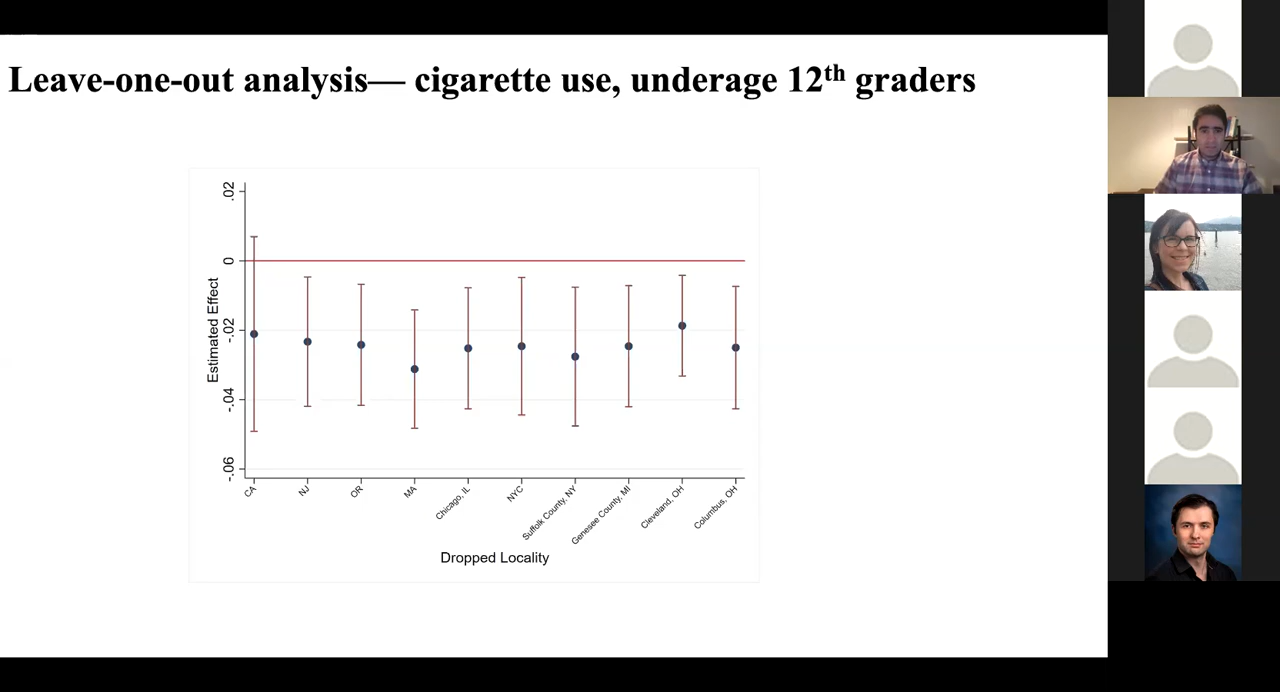 Leave-one-out analysis— cigarette use, underage 12th graders
.02
0
-.02
-.04
-.06
Estimated Effect
CA
NJ
OR
MA
Chicago, IL
NYC
Suffolk County, NY
Genesee County, MI
Cleveland, OH
Columbus, OH
Dropped Locality